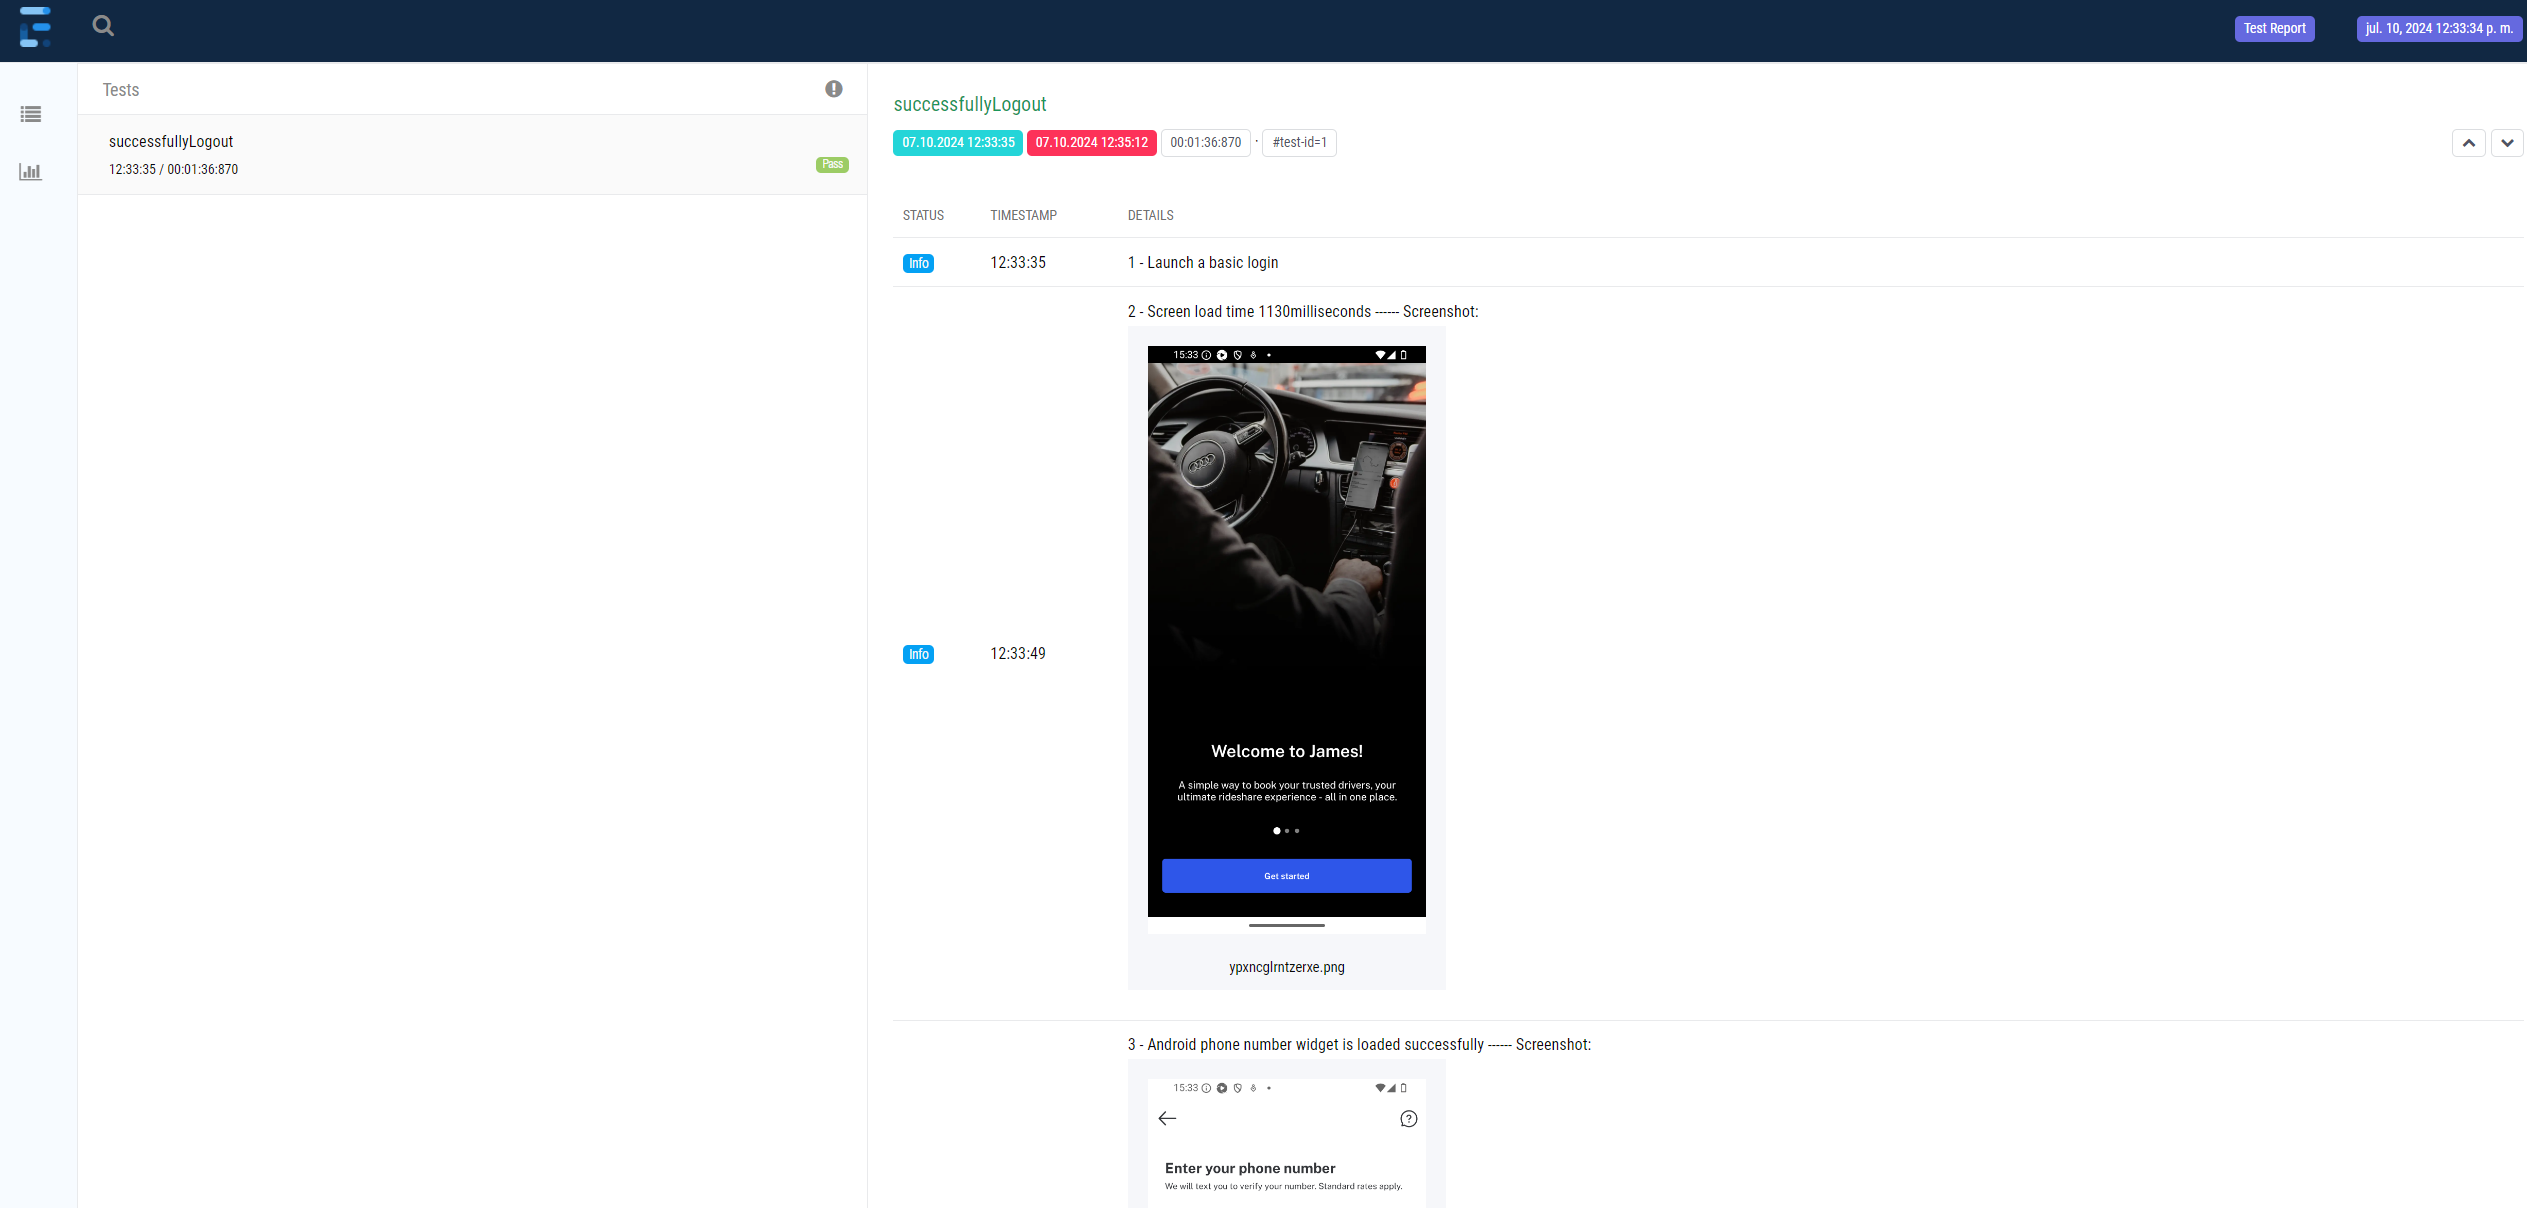 Test Report
jul. 10, 2024 12:33:34 p. m.
Tests
successfullyLogout
12:33:35 / 00:01:36:870
Pass
successfullyLogout
07.10.2024 12:33:35
07.10.2024 12:35:12
00:01:36:870
·
#test-id=1
STATUS TIMESTAMP DETAILS
Info 12:33:35 1 - Launch a basic login
2 - Screen load time 1130milliseconds ------ Screenshot:
15:33
Info 12:33:49
Welcome to James!
A simple way to book your trusted drivers, your
ultimate rideshare experience - all in one place.
Get started
ypxncglrntzerxe.png
3 - Android phone number widget is loaded successfully ------ Screenshot:
15:33
Enter your phone number
We will text you to verify your number. Standard rates apply.